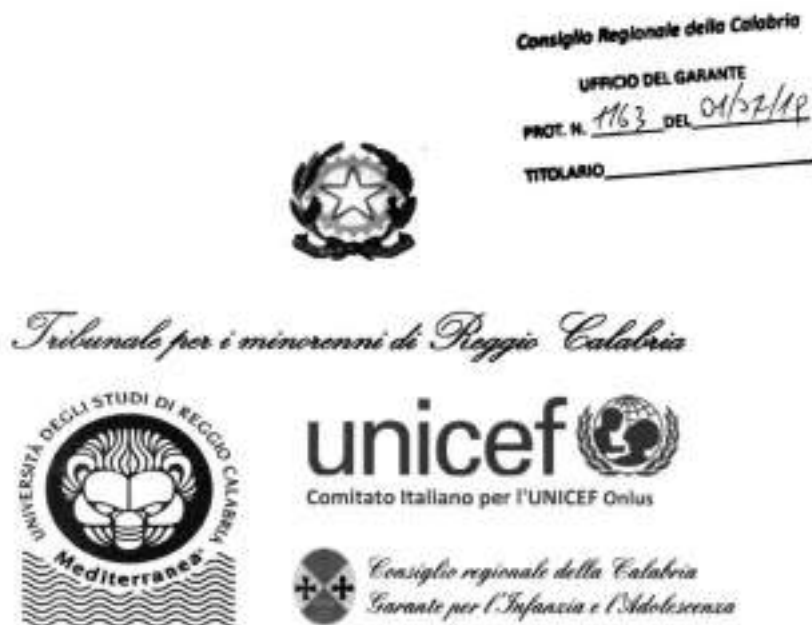 Consiglio Regionale della Calabria
UFFICIO DEL GARANTE
PROT. N. 1163 DEL 01/07/19
TITOLARIO
Tribunale per i minorenni di Reggio Calabria
UNIVERSITÀ DEGLI STUDI DI REGGIO CALABRIA
Mediterranea
unicef
Comitato Italiano per l'UNICEF Onlus
Consiglio regionale della Calabria
Garante per l'Infanzia e l'Adolescenza